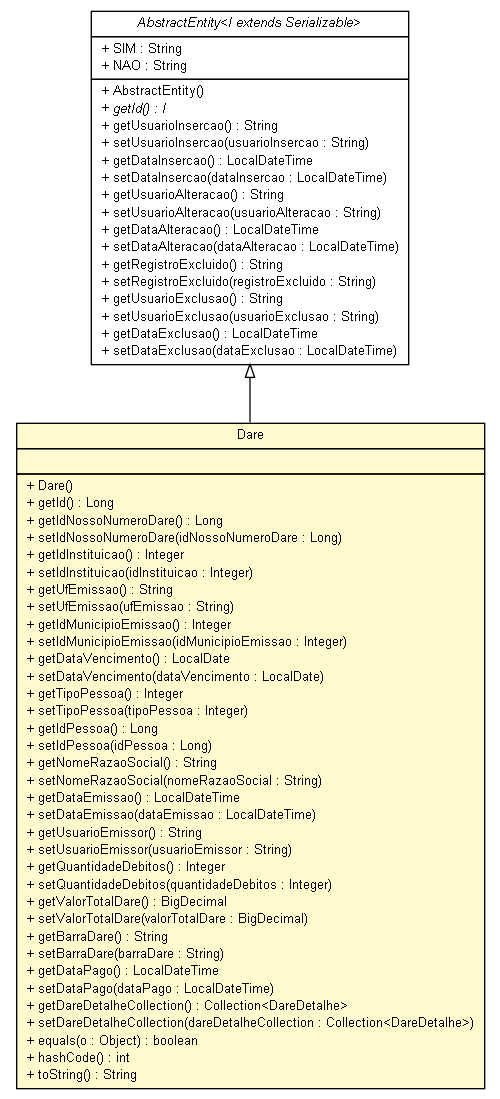 AbstractEntity<I extends Serializable>
+ SIM : String
+ NAO : String
+ AbstractEntity()
+ getId() : I
+ getUsuarioInsercao() : String
+ setUsuarioInsercao(usuarioInsercao : String)
+ getDataInsercao() : LocalDateTime
+ setDataInsercao(dataInsercao : LocalDateTime)
+ getUsuarioAlteracao() : String
+ setUsuarioAlteracao(usuarioAlteracao : String)
+ getDataAlteracao() : LocalDateTime
+ setDataAlteracao(dataAlteracao : LocalDateTime)
+ getRegistroExcluido() : String
+ setRegistroExcluido(registroExcluido : String)
+ getUsuarioExclusao() : String
+ setUsuarioExclusao(usuarioExclusao : String)
+ getDataExclusao() : LocalDateTime
+ setDataExclusao(dataExclusao : LocalDateTime)
Dare
+ Dare()
+ getId() : Long
+ getIdNossoNumeroDare() : Long
+ setIdNossoNumeroDare(idNossoNumeroDare : Long)
+ getIdInstituicao() : Integer
+ setIdInstituicao(idInstituicao : Integer)
+ getUfEmissao() : String
+ setUfEmissao(ufEmissao : String)
+ getIdMunicipioEmissao() : Integer
+ setIdMunicipioEmissao(idMunicipioEmissao : Integer)
+ getDataVencimento() : LocalDate
+ setDataVencimento(dataVencimento : LocalDate)
+ getTipoPessoa() : Integer
+ setTipoPessoa(tipoPessoa : Integer)
+ getIdPessoa() : Long
+ setIdPessoa(idPessoa : Long)
+ getNomeRazaoSocial() : String
+ setNomeRazaoSocial(nomeRazaoSocial : String)
+ getDataEmissao() : LocalDateTime
+ setDataEmissao(dataEmissao : LocalDateTime)
+ getUsuarioEmissor() : String
+ setUsuarioEmissor(usuarioEmissor : String)
+ getQuantidadeDebitos() : Integer
+ setQuantidadeDebitos(quantidadeDebitos : Integer)
+ getValorTotalDare() : BigDecimal
+ setValorTotalDare(valorTotalDare : BigDecimal)
+ getBarraDare() : String
+ setBarraDare(barraDare : String)
+ getDataPago() : LocalDateTime
+ setDataPago(dataPago : LocalDateTime)
+ getDareDetalheCollection() : Collection<DareDetalhe>
+ setDareDetalheCollection(dareDetalheCollection : Collection<DareDetalhe>)
+ equals(o : Object) : boolean
+ hashCode() : int
+ toString() : String